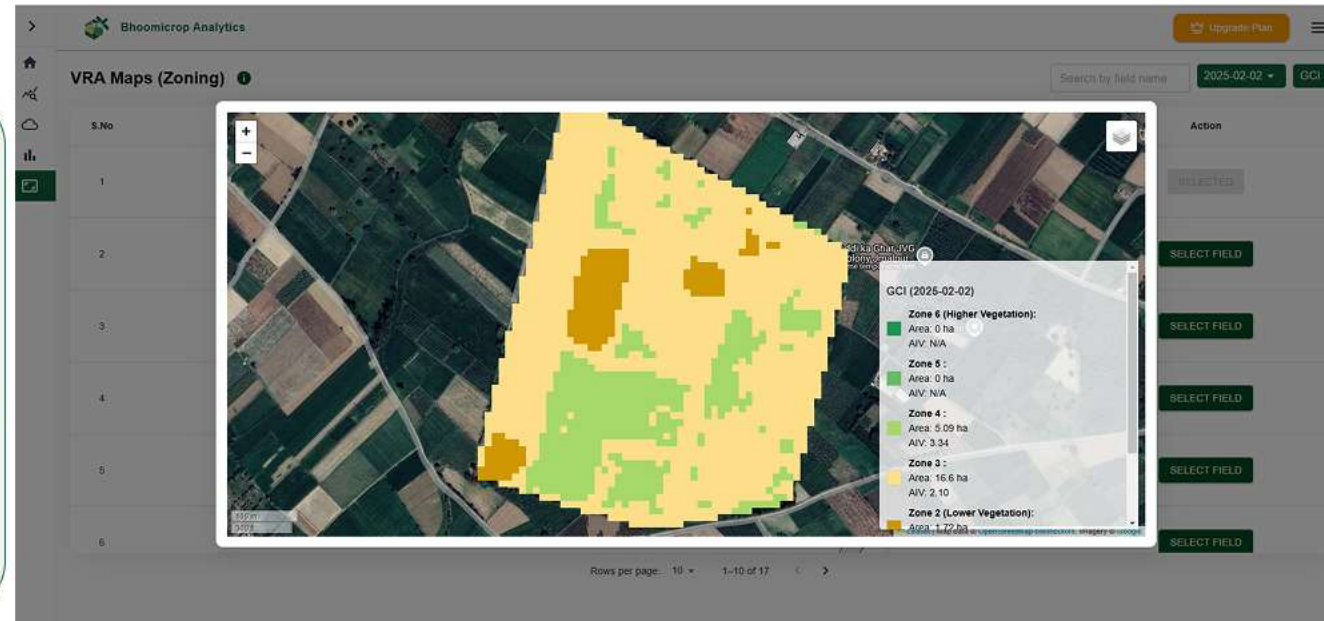 Bhoomicrop Analytics
Upgrade Plan
VRA Maps (Zoning)
Search by field name
2025-02-02
GCI
S.No
Action
1
SELECTED
2
SELECT FIELD
3
SELECT FIELD
4
SELECT FIELD
5
SELECT FIELD
6
SELECT FIELD
+
−
GCI (2025-02-02)
Zone 6 (Higher Vegetation):
Area: 0 ha
AIV: N/A
Zone 5 :
Area: 0 ha
AIV: N/A
Zone 4 :
Area: 5.09 ha
AIV: 3.34
Zone 3 :
Area: 16.6 ha
AIV: 2.10
Zone 2 (Lower Vegetation):
Area: 1.72 ha
Rows per page: 10
1–10 of 17